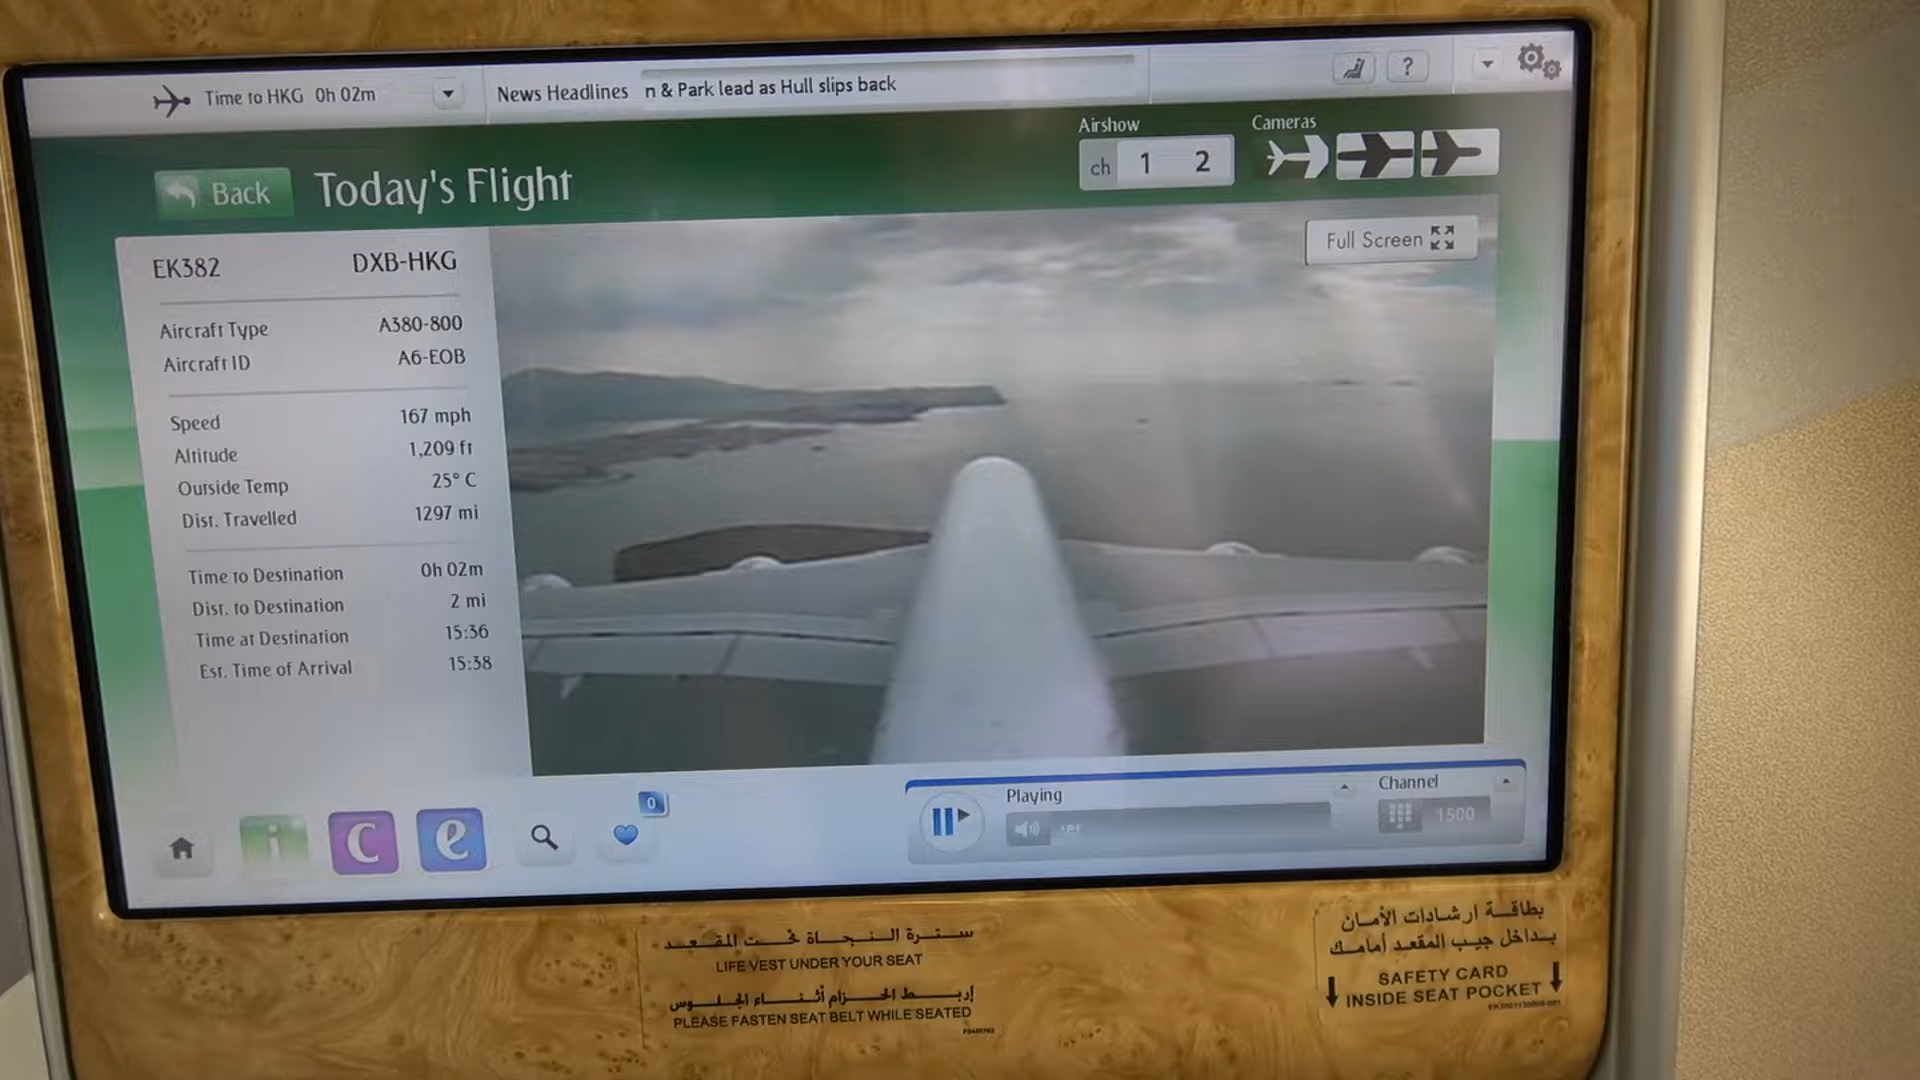 Time to HKG 0h 02m
News Headlines n & Park lead as Hull slips back
?
Airshow
Cameras
ch 1 2
Back
Today's Flight
Full Screen
EK382 DXB-HKG
Aircraft Type A380-800
Aircraft ID A6-EOB
Speed 167 mph
Altitude 1,209 ft
Outside Temp 25° C
Dist. Travelled 1297 mi
Time to Destination 0h 02m
Dist. to Destination 2 mi
Time at Destination 15:36
Est. Time of Arrival 15:38
i
C
e
0
Playing
Channel
1500
سترة النجاة تحت المقعد
LIFE VEST UNDER YOUR SEAT
إربط الحزام أثناء الجلوس
PLEASE FASTEN SEAT BELT WHILE SEATED
بطاقة ارشادات الأمان
بداخل جيب المقعد أمامك
SAFETY CARD
INSIDE SEAT POCKET